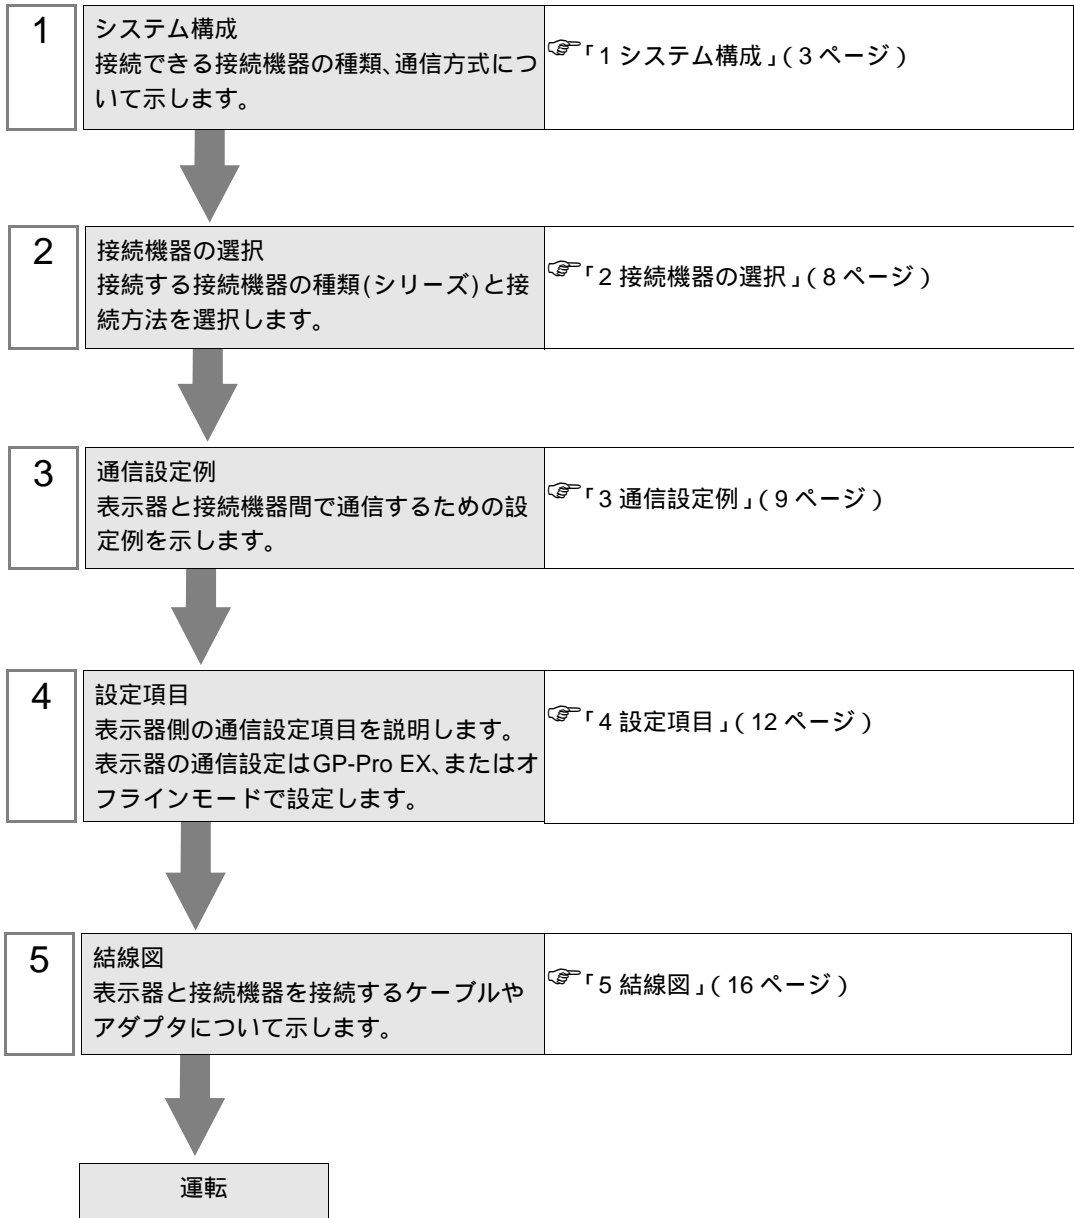 1
システム構成
接続できる接続機器の種類、通信方式につ
いて示します。
☞「1 システム構成」( 3 ページ )
2
接続機器の選択
接続する接続機器の種類(シリーズ)と接
続方法を選択します。
☞「2 接続機器の選択」( 8 ページ )
3
通信設定例
表示器と接続機器間で通信するための設
定例を示します。
☞「3 通信設定例」( 9 ページ )
4
設定項目
表示器側の通信設定項目を説明します。
表示器の通信設定はGP-Pro EX、またはオ
フラインモードで設定します。
☞「4 設定項目」( 12 ページ )
5
結線図
表示器と接続機器を接続するケーブルや
アダプタについて示します。
☞「5 結線図」( 16 ページ )
運転